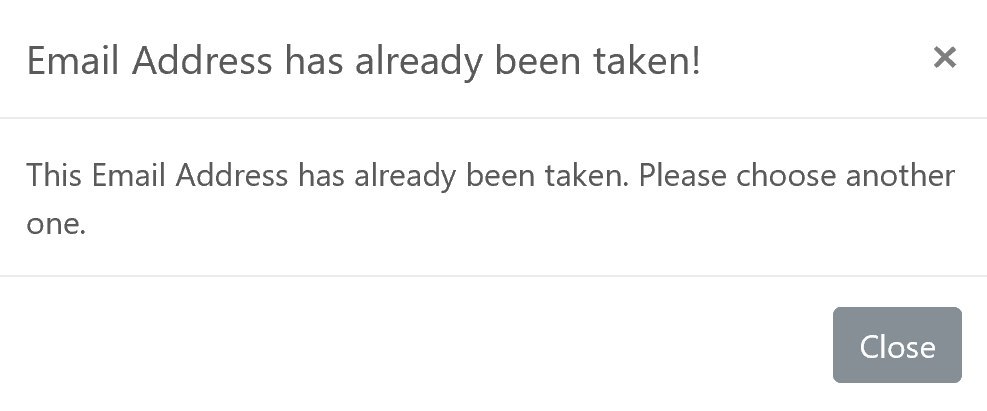 Email Address has already been taken!
×
This Email Address has already been taken. Please choose another
one.
Close